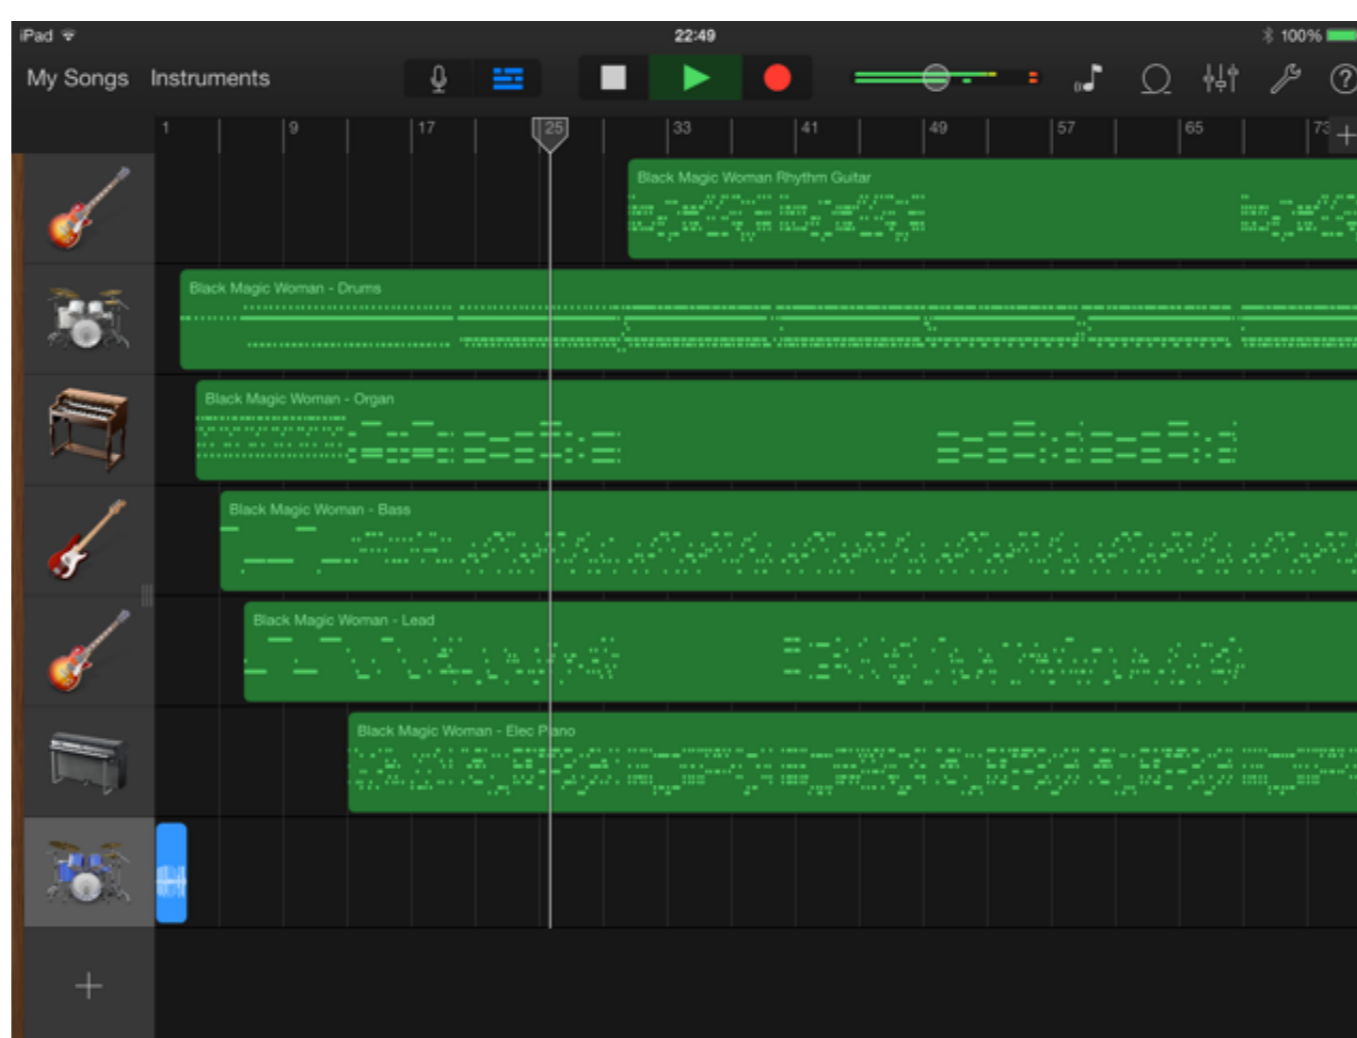 iPad 22:49 100%
My Songs Instruments
1 9 17 25 33 41 49 57 65 73
Black Magic Woman Rhythm Guitar
Black Magic Woman - Drums
Black Magic Woman - Organ
Black Magic Woman - Bass
Black Magic Woman - Lead
Black Magic Woman - Elec Piano